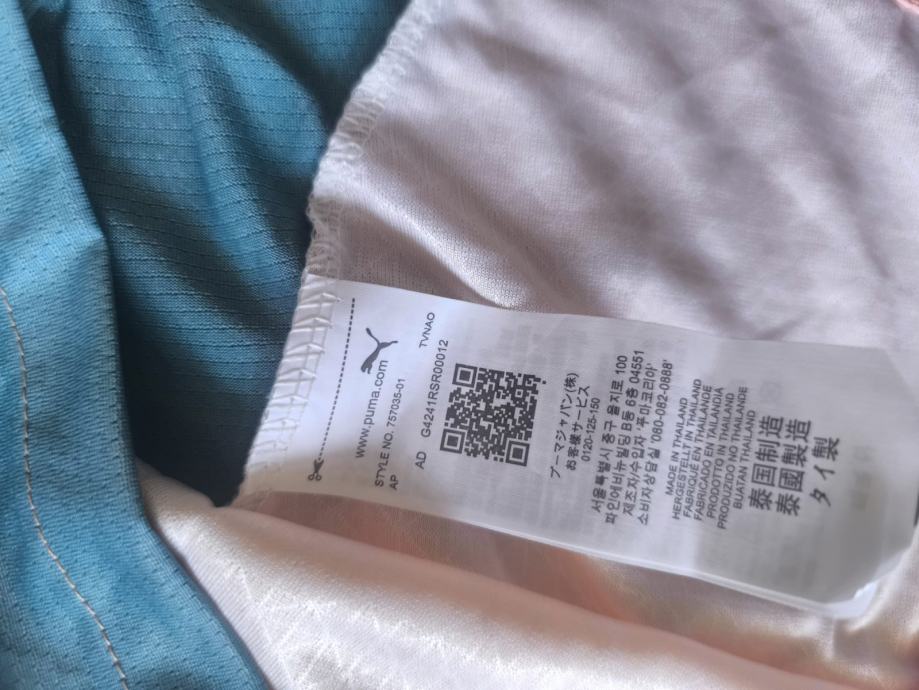 www.puma.com
STYLE NO. 757035-01
AP
TVNAO
AD G4241RSR00012
プーマジャパン(株)
お客様サービス
0120-125-150
서울특별시 중구 을지로 100
파인에비뉴빌딩 B동 6층 04551
제조자/수입자 '푸마코리아'
소비자상담실 '080-082-0888'
MADE IN THAILAND
HERGESTELLT IN THAILAND
FABRIQUÉ EN THAILANDE
FABRICADO EN TAILANDIA
PRODOTTO IN THAILANDE
PRODUZIDO NO THAILANDE
BUATAN THAILAND
泰国制造
泰國製造
タイ製